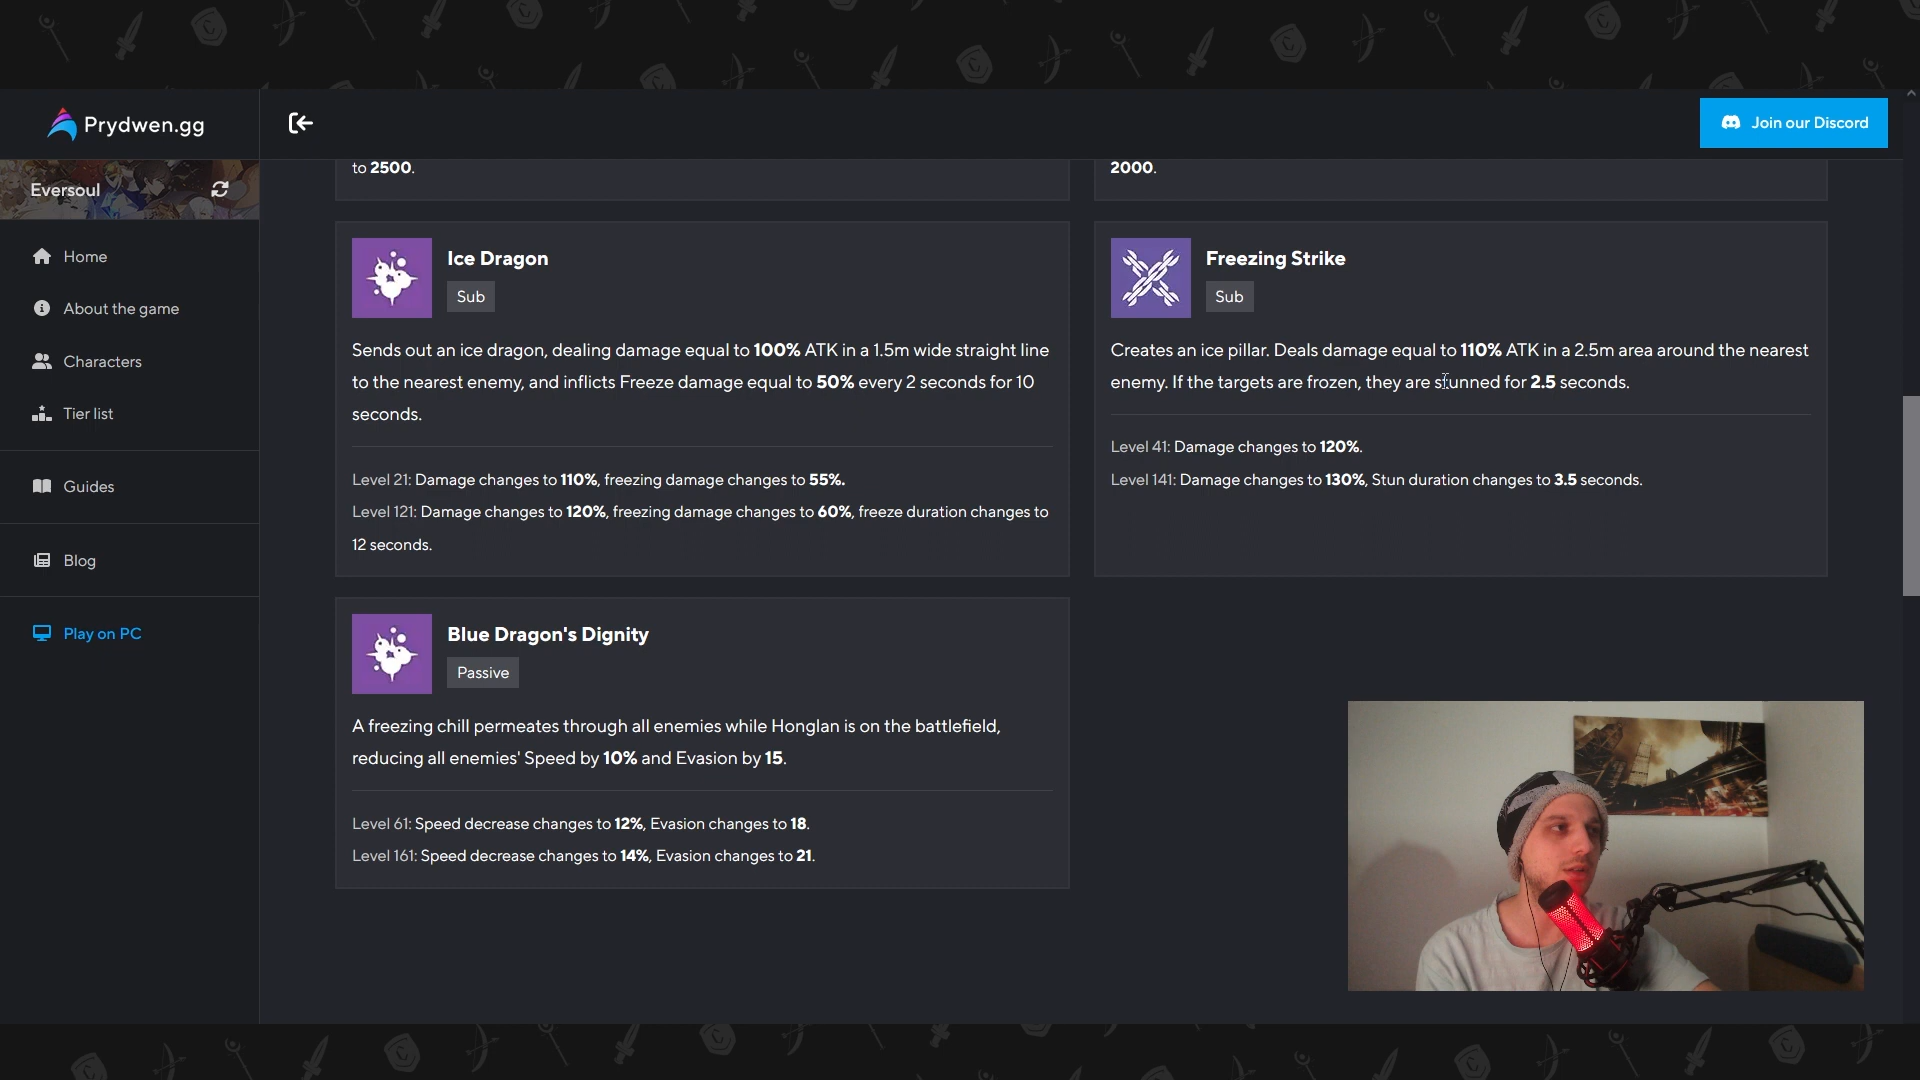 Prydwen.gg
Join our Discord
Eversoul
Home
About the game
Characters
Tier list
Guides
Blog
Play on PC
to 2500.
2000.
Ice Dragon
Sub
Sends out an ice dragon, dealing damage equal to 100% ATK in a 1.5m wide straight line
to the nearest enemy, and inflicts Freeze damage equal to 50% every 2 seconds for 10
seconds.
Level 21: Damage changes to 110%, freezing damage changes to 55%.
Level 121: Damage changes to 120%, freezing damage changes to 60%, freeze duration changes to
12 seconds.
Freezing Strike
Sub
Creates an ice pillar. Deals damage equal to 110% ATK in a 2.5m area around the nearest
enemy. If the targets are frozen, they are stunned for 2.5 seconds.
Level 41: Damage changes to 120%.
Level 141: Damage changes to 130%, Stun duration changes to 3.5 seconds.
Blue Dragon's Dignity
Passive
A freezing chill permeates through all enemies while Honglan is on the battlefield,
reducing all enemies' Speed by 10% and Evasion by 15.
Level 61: Speed decrease changes to 12%, Evasion changes to 18.
Level 161: Speed decrease changes to 14%, Evasion changes to 21.